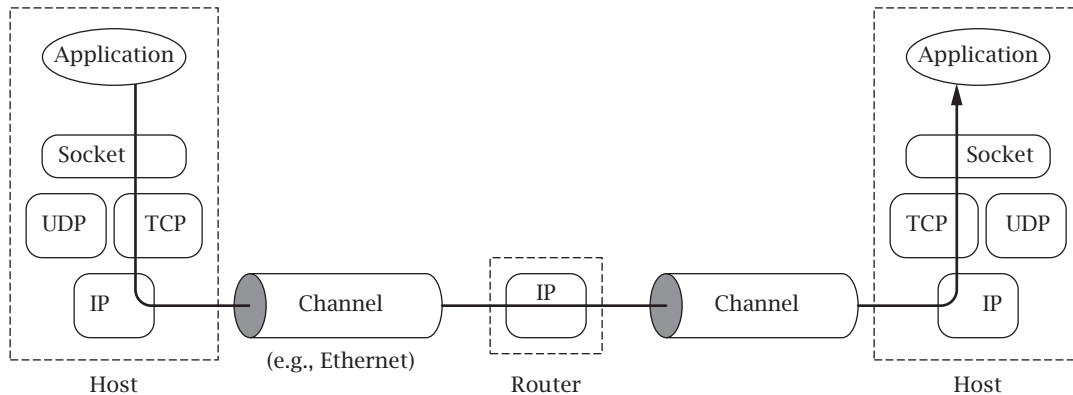 Application
Application
Socket
Socket
UDP
TCP
TCP
UDP
IP
Channel
IP
Channel
IP
(e.g., Ethernet)
Host
Router
Host